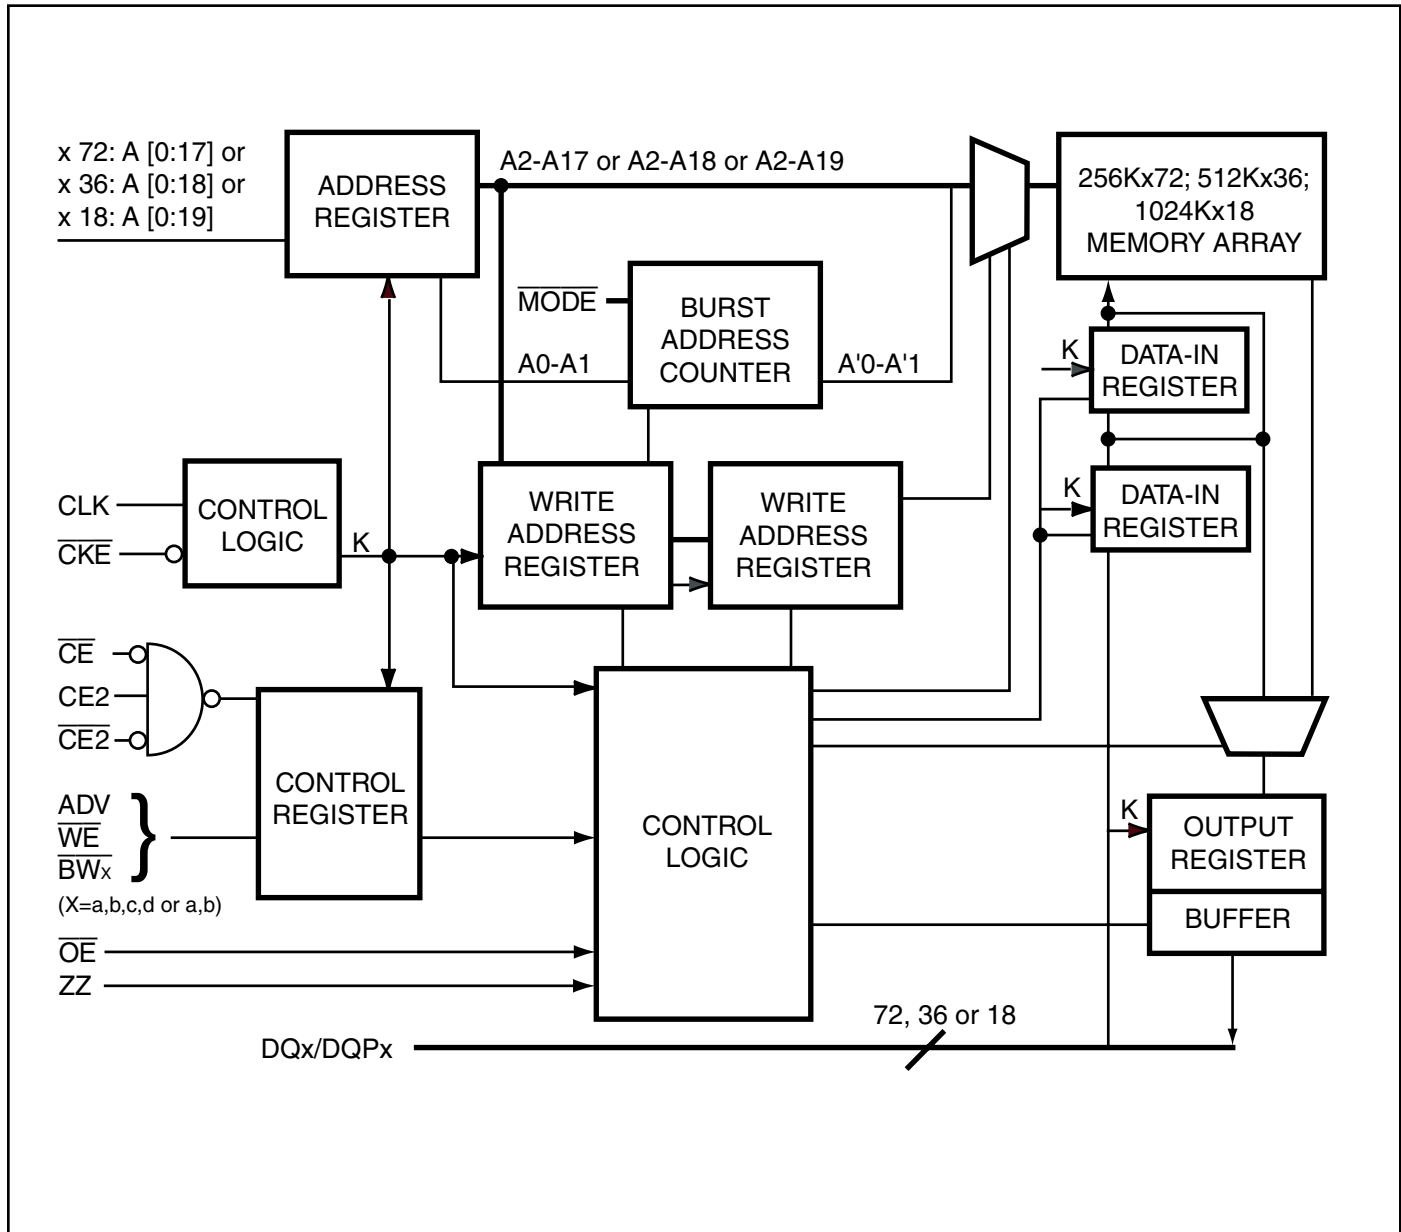 x 72: A [0:17] or
x 36: A [0:18] or
x 18: A [0:19]
ADDRESS
REGISTER
A2-A17 or A2-A18 or A2-A19
256Kx72; 512Kx36;
1024Kx18
MEMORY ARRAY
MODE
BURST
ADDRESS
COUNTER
A0-A1
A'0-A'1
K
DATA-IN
REGISTER
K
DATA-IN
REGISTER
CLK
CKE
CONTROL
LOGIC
K
WRITE
ADDRESS
REGISTER
WRITE
ADDRESS
REGISTER
CE
CE2
CE2
ADV
WE
BWx
}
(X=a,b,c,d or a,b)
CONTROL
REGISTER
CONTROL
LOGIC
K
OUTPUT
REGISTER
BUFFER
OE
ZZ
72, 36 or 18
DQx/DQPx